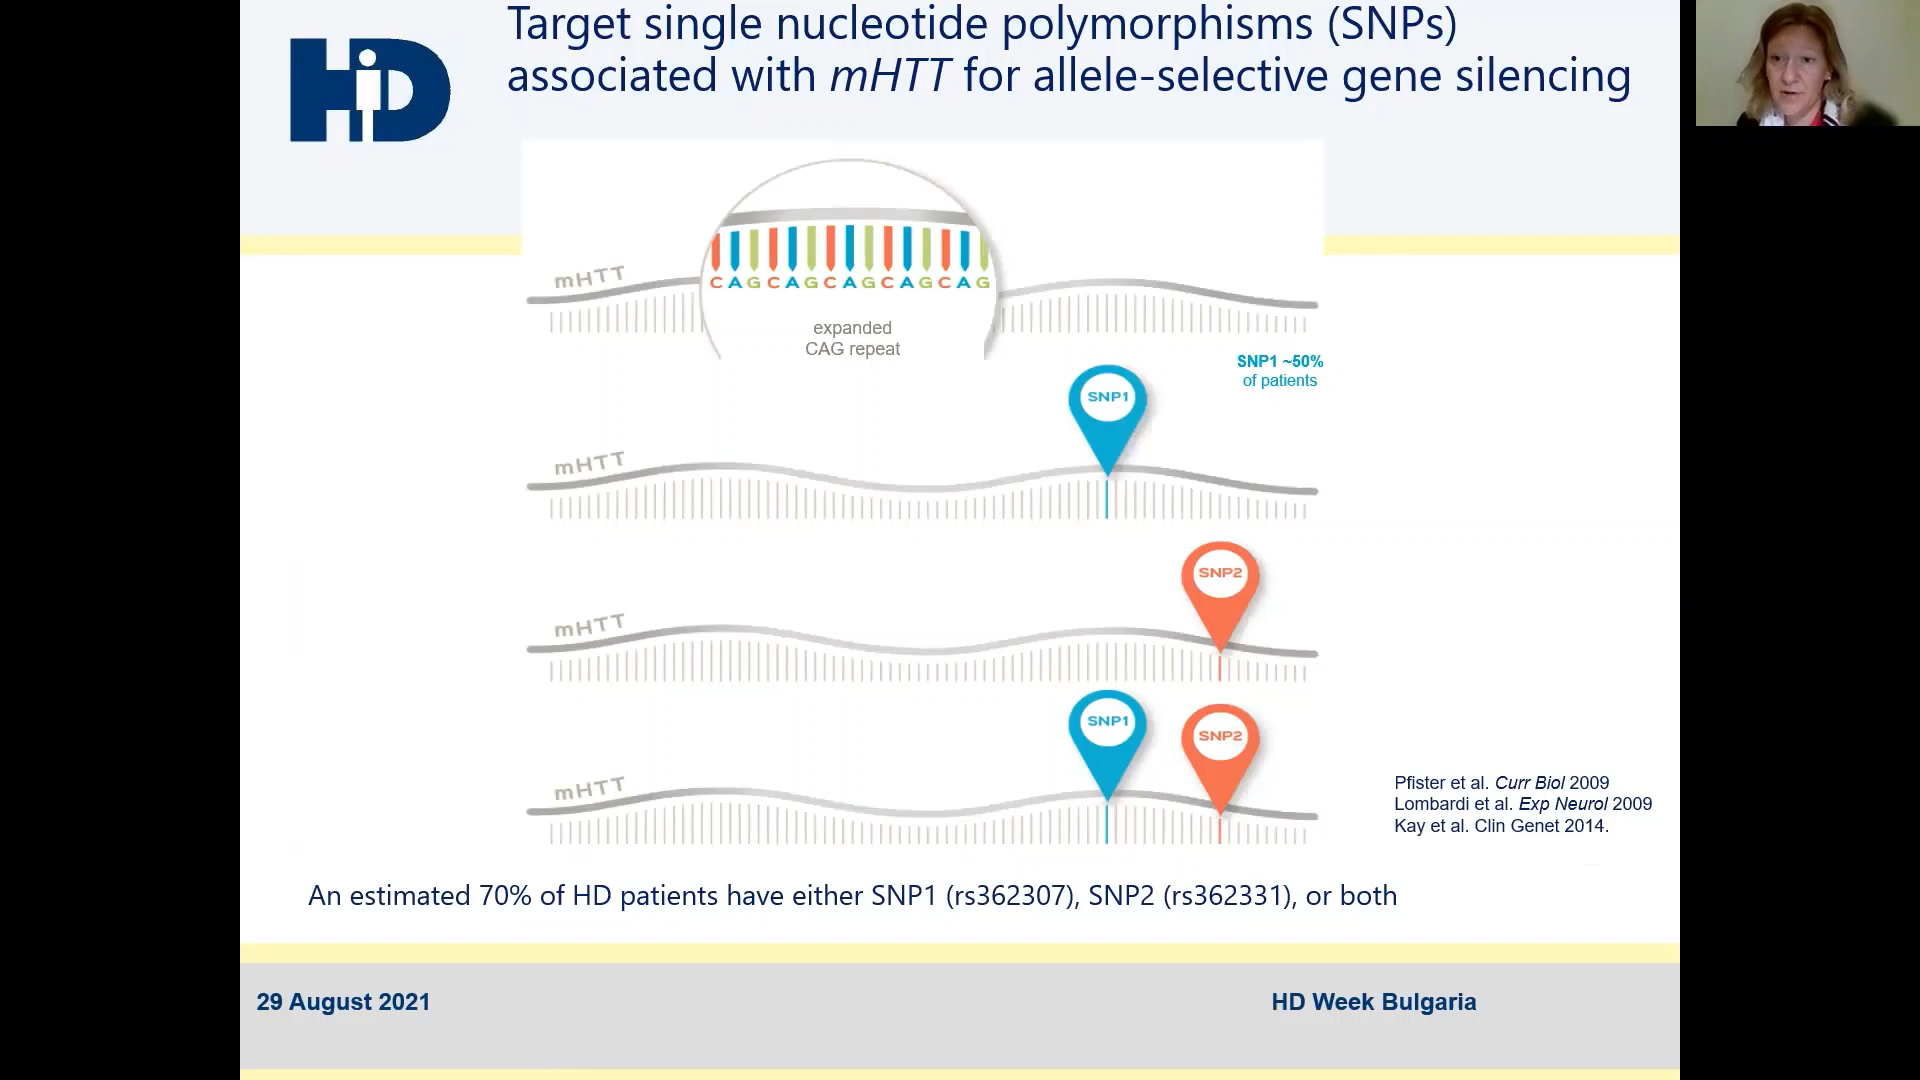 HD
Target single nucleotide polymorphisms (SNPs)
associated with mHTT for allele-selective gene silencing
mHTT
CAGCAGCAGCAGCAG
expanded
CAG repeat
SNP1 ~50%
of patients
SNP1
mHTT
SNP2
mHTT
SNP1
SNP2
mHTT
Pfister et al. Curr Biol 2009
Lombardi et al. Exp Neurol 2009
Kay et al. Clin Genet 2014.
An estimated 70% of HD patients have either SNP1 (rs362307), SNP2 (rs362331), or both
29 August 2021
HD Week Bulgaria